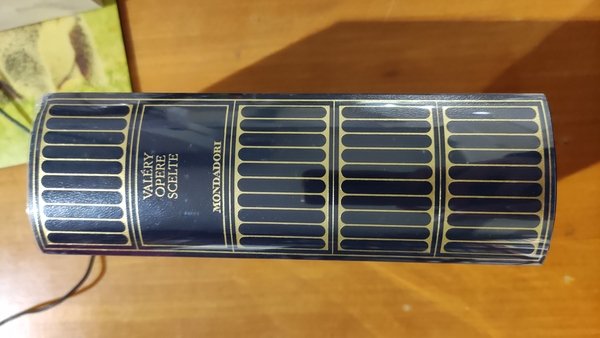 VALÉRY
OPERE
SCELTE
MONDADORI